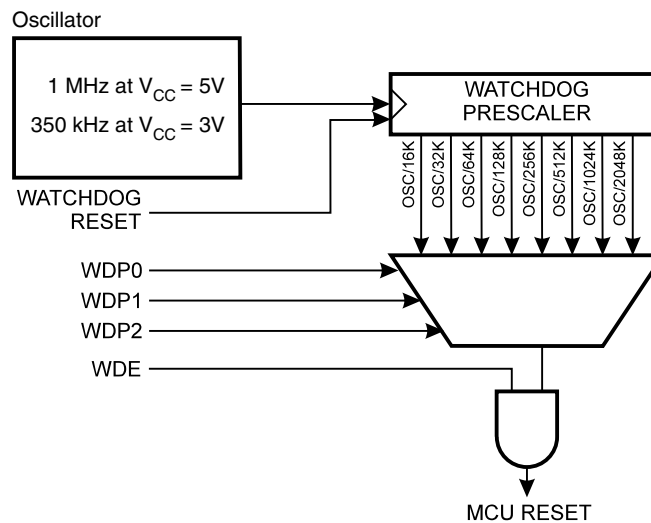 Oscillator
1 MHz at VCC = 5V
350 kHz at VCC = 3V
WATCHDOG
PRESCALER
OSC/16K
OSC/32K
OSC/64K
OSC/128K
OSC/256K
OSC/512K
OSC/1024K
OSC/2048K
WATCHDOG
RESET
WDP0
WDP1
WDP2
WDE
MCU RESET